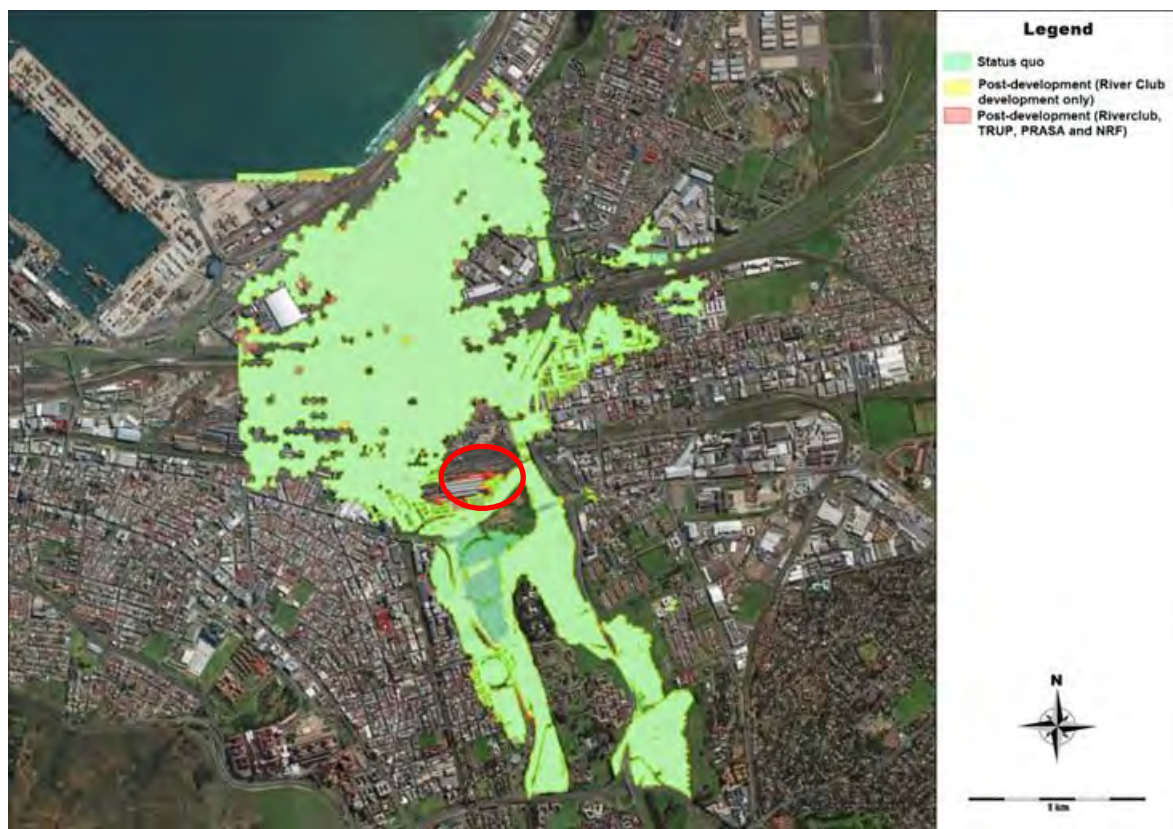 Legend
Status quo
Post-development (River Club
development only)
Post-development (Riverclub,
TRUP, PRASA and NRF)
N
1 km